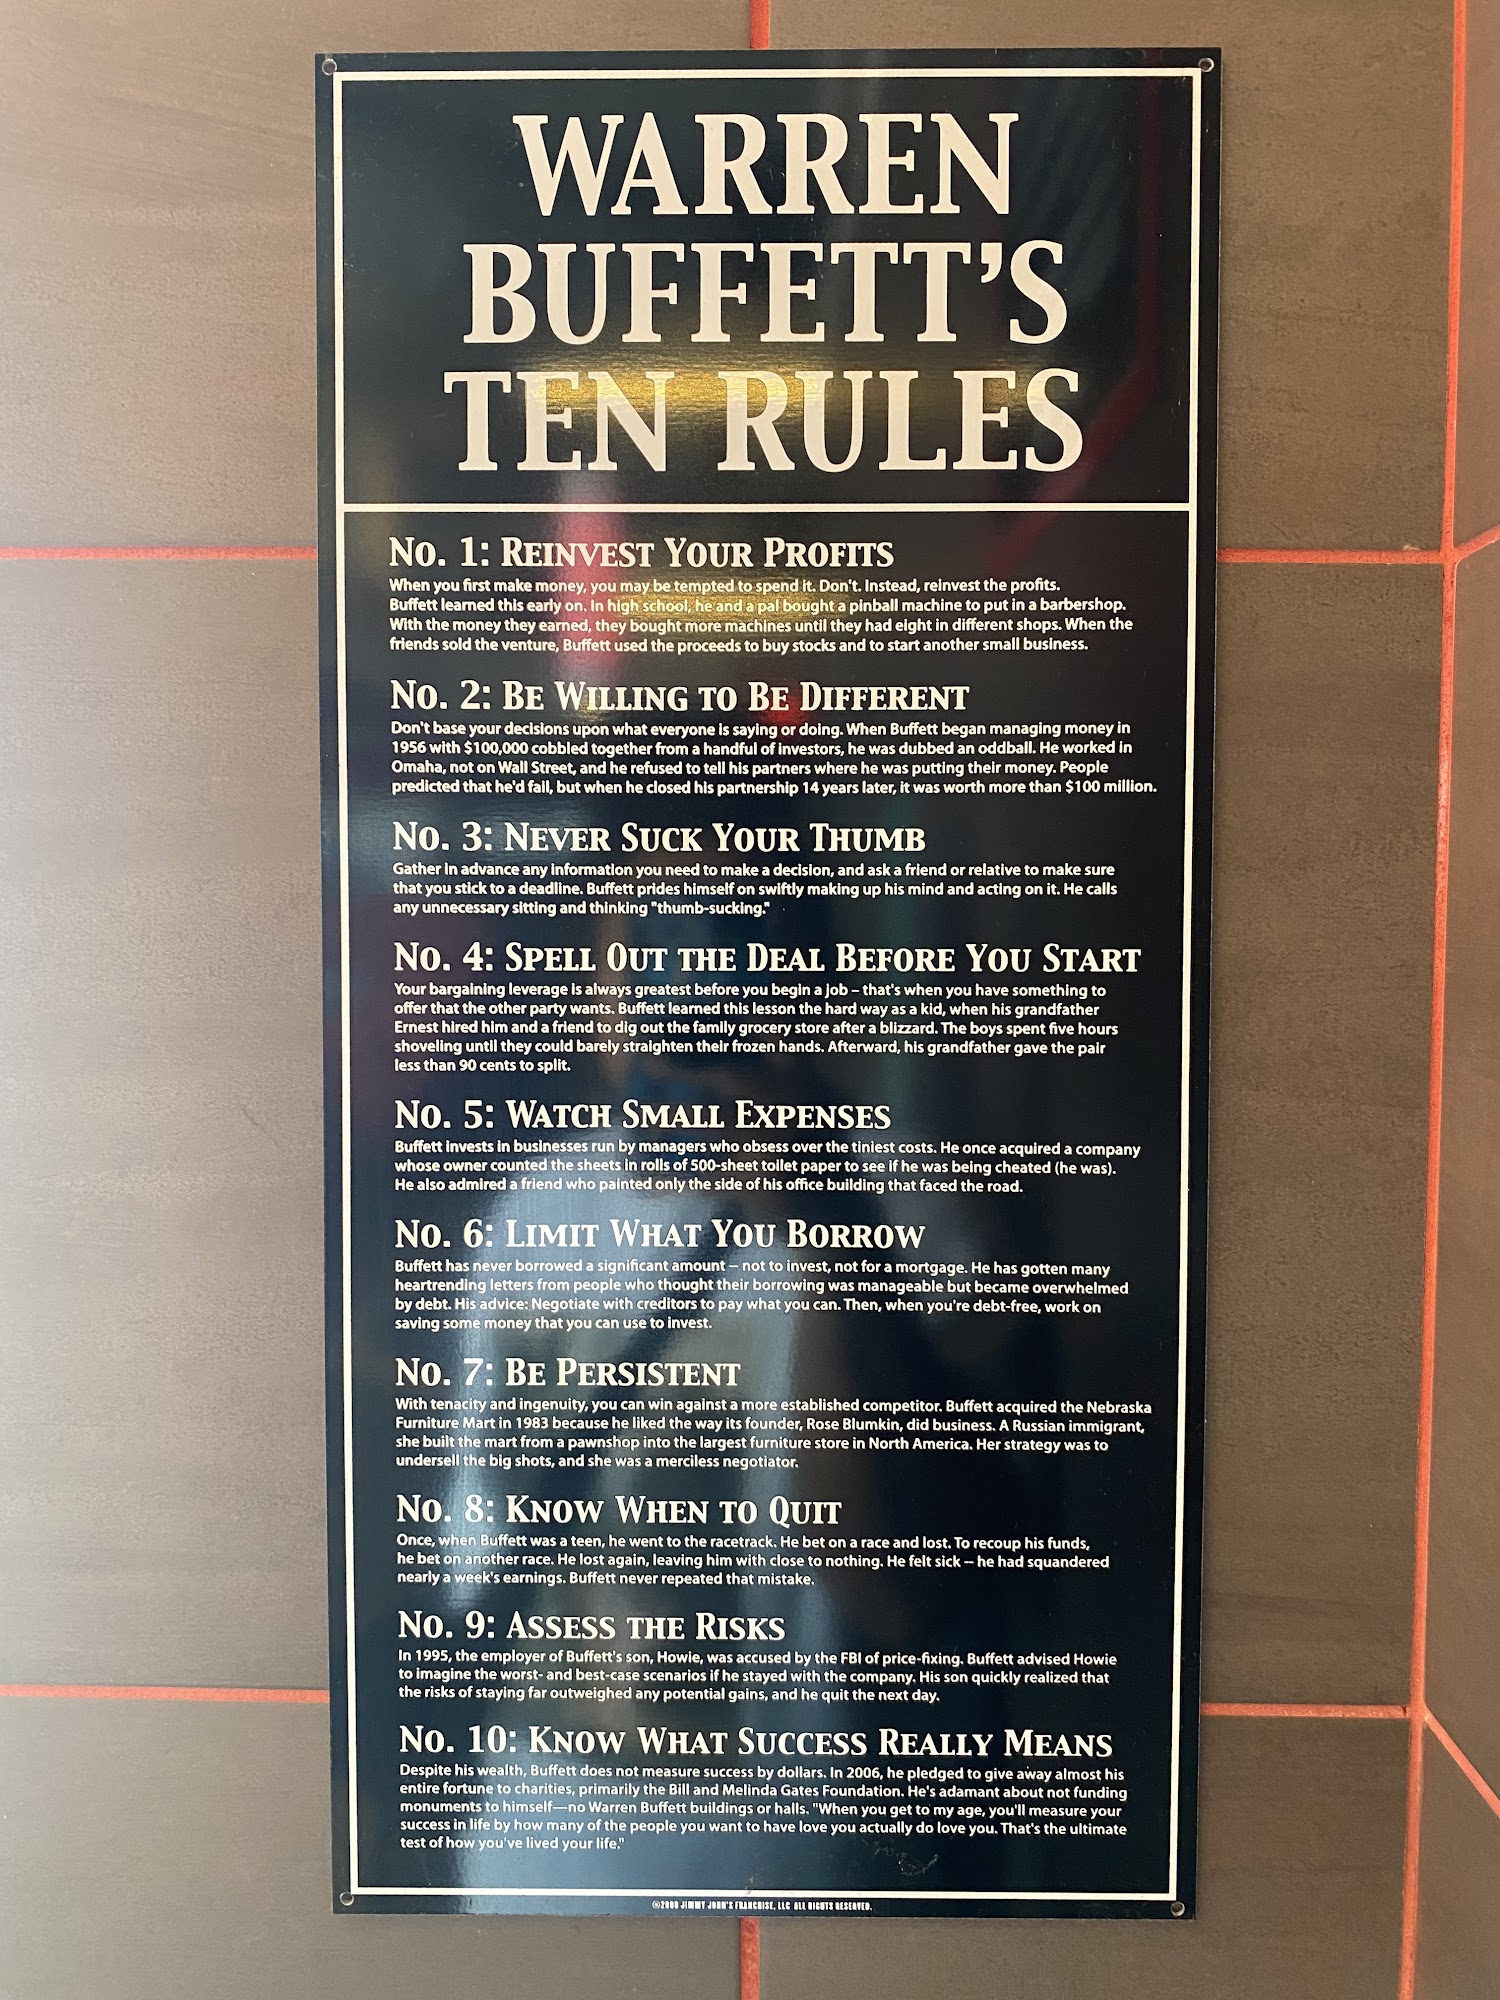 WARREN
BUFFETT'S
TEN RULES
No. 1: Reinvest Your Profits
When you first make money, you may be tempted to spend it. Don't. Instead, reinvest the profits.
Buffett learned this early on. In high school, he and a pal bought a pinball machine to put in a barbershop.
With the money they earned, they bought more machines until they had eight in different shops. When the
friends sold the venture, Buffett used the proceeds to buy stocks and to start another small business.
No. 2: Be Willing to Be Different
Don't base your decisions upon what everyone is saying or doing. When Buffett began managing money in
1956 with $100,000 cobbled together from a handful of investors, he was dubbed an oddball. He worked in
Omaha, not on Wall Street, and he refused to tell his partners where he was putting their money. People
predicted that he'd fail, but when he closed his partnership 14 years later, it was worth more than $100 million.
No. 3: Never Suck Your Thumb
Gather in advance any information you need to make a decision, and ask a friend or relative to make sure
that you stick to a deadline. Buffett prides himself on swiftly making up his mind and acting on it. He calls
any unnecessary sitting and thinking "thumb-sucking."
No. 4: Spell Out the Deal Before You Start
Your bargaining leverage is always greatest before you begin a job – that's when you have something to
offer that the other party wants. Buffett learned this lesson the hard way as a kid, when his grandfather
Ernest hired him and a friend to dig out the family grocery store after a blizzard. The boys spent five hours
shoveling until they could barely straighten their frozen hands. Afterward, his grandfather gave the pair
less than 90 cents to split.
No. 5: Watch Small Expenses
Buffett invests in businesses run by managers who obsess over the tiniest costs. He once acquired a company
whose owner counted the sheets in rolls of 500-sheet toilet paper to see if he was being cheated (he was).
He also admired a friend who painted only the side of his office building that faced the road.
No. 6: Limit What You Borrow
Buffett has never borrowed a significant amount – not to invest, not for a mortgage. He has gotten many
heartrending letters from people who thought their borrowing was manageable but became overwhelmed
by debt. His advice: Negotiate with creditors to pay what you can. Then, when you're debt-free, work on
saving some money that you can use to invest.
No. 7: Be Persistent
With tenacity and ingenuity, you can win against a more established competitor. Buffett acquired the Nebraska
Furniture Mart in 1983 because he liked the way its founder, Rose Blumkin, did business. A Russian immigrant,
she built the mart from a pawnshop into the largest furniture store in North America. Her strategy was to
undersell the big shots, and she was a merciless negotiator.
No. 8: Know When to Quit
Once, when Buffett was a teen, he went to the racetrack. He bet on a race and lost. To recoup his funds,
he bet on another race. He lost again, leaving him with close to nothing. He felt sick – he had squandered
nearly a week's earnings. Buffett never repeated that mistake.
No. 9: Assess the Risks
In 1995, the employer of Buffett's son, Howie, was accused by the FBI of price-fixing. Buffett advised Howie
to imagine the worst- and best-case scenarios if he stayed with the company. His son quickly realized that
the risks of staying far outweighed any potential gains, and he quit the next day.
No. 10: Know What Success Really Means
Despite his wealth, Buffett does not measure success by dollars. In 2006, he pledged to give away almost his
entire fortune to charities, primarily the Bill and Melinda Gates Foundation. He's adamant about not funding
monuments to himself—no Warren Buffett buildings or halls. "When you get to my age, you'll measure your
success in life by how many of the people you want to have love you actually do love you. That's the ultimate
test of how you've lived your life."
©2008 JIMMY JOHN'S FRANCHISE, LLC ALL RIGHTS RESERVED.